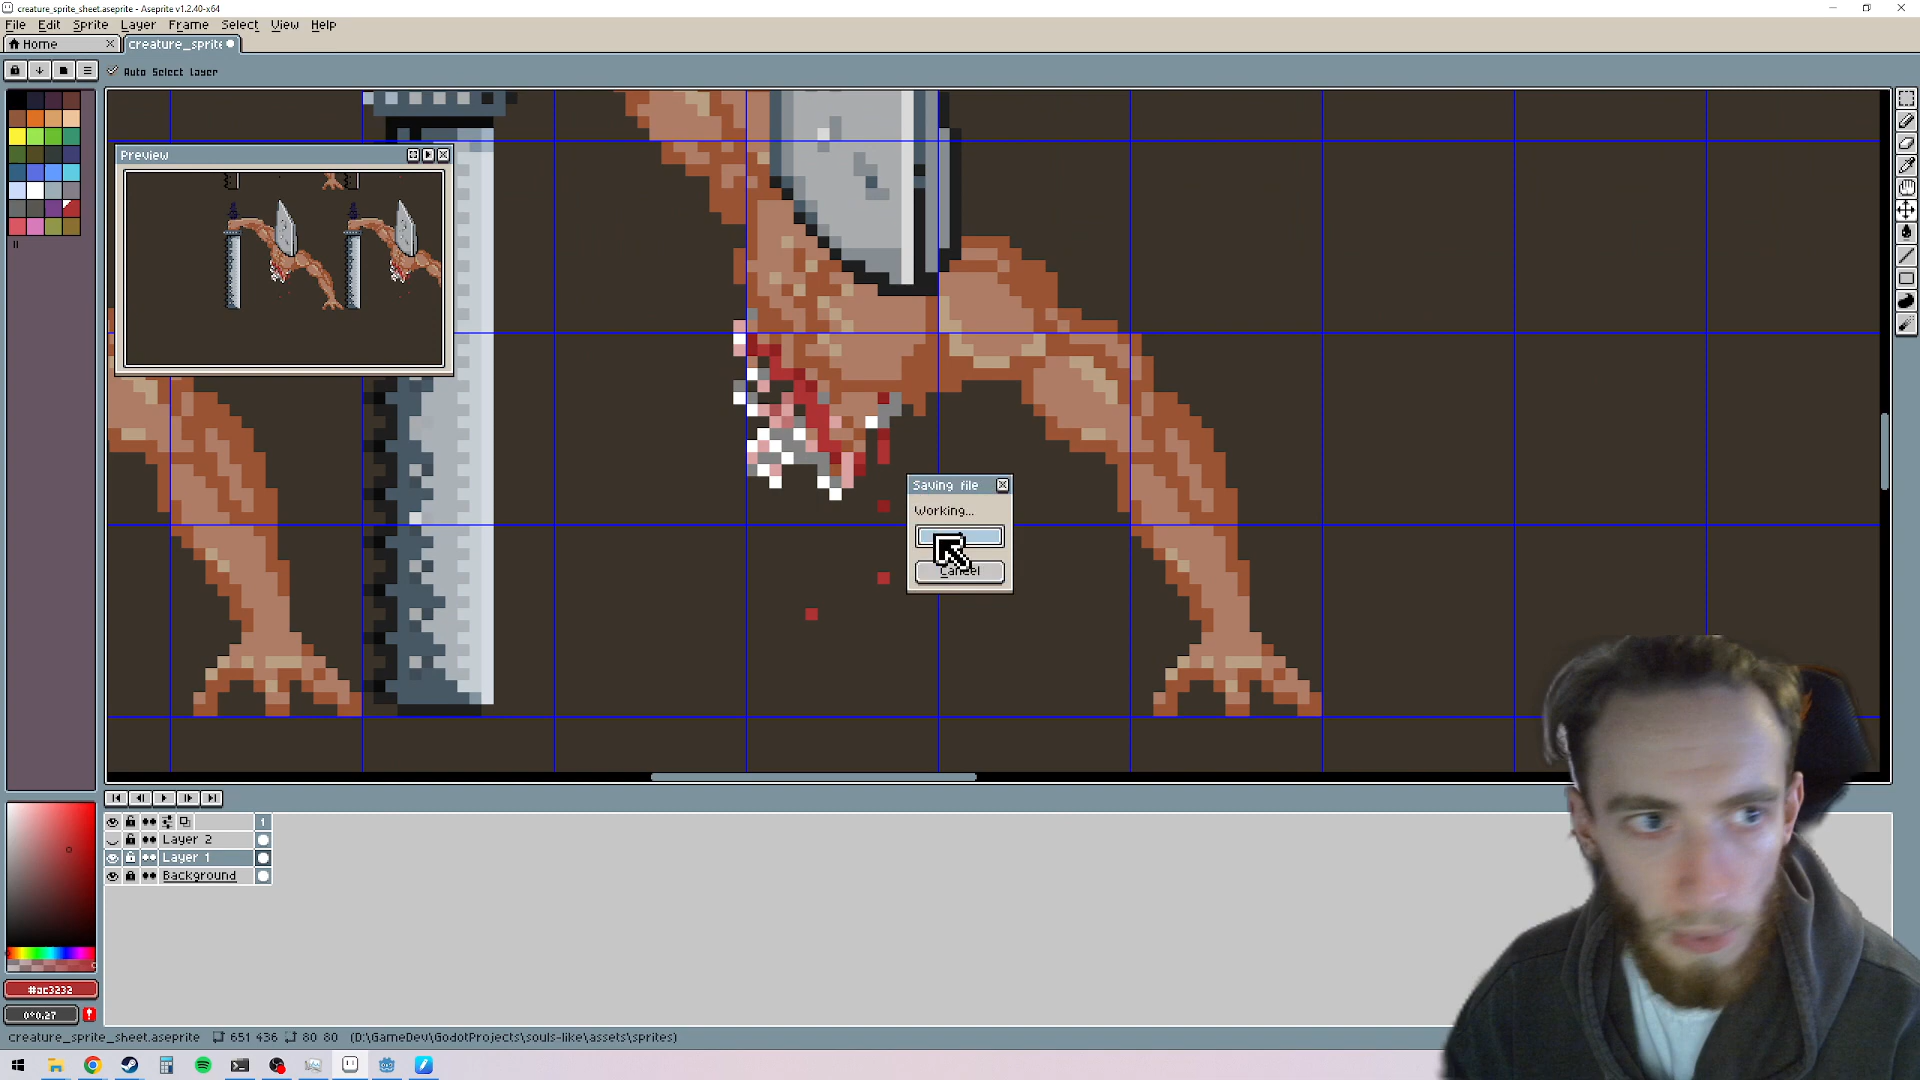 creature_sprite_sheet.aseprite - Aseprite v1.2.40-x64
File Edit Sprite Layer Frame Select View Help
Home
creature_sprite
Auto Select Layer
Preview
Saving file
Working...
Cancel
1
Layer 2
Layer 1
Background
#ac3232
creature_sprite_sheet.aseprite 651 436 80 80 (D:\GameDev\GodotProjects\souls-like\assets\sprites)